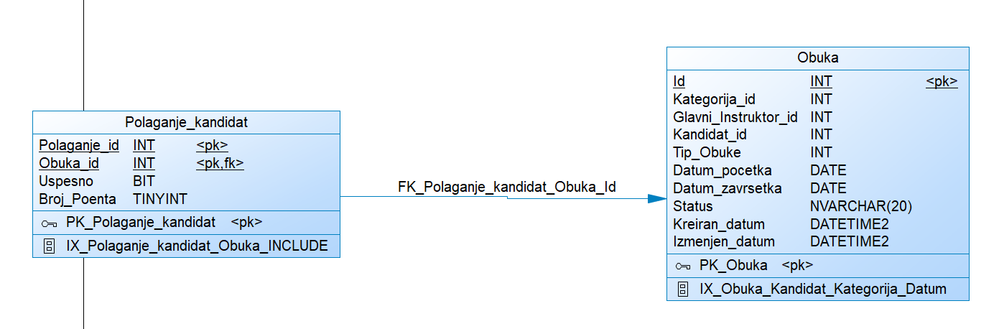 Polaganje_kandidat
Polaganje_id INT <pk>
Obuka_id INT <pk,fk>
Uspesno BIT
Broj_Poenta TINYINT
PK_Polaganje_kandidat <pk>
IX_Polaganje_kandidat_Obuka_INCLUDE
FK_Polaganje_kandidat_Obuka_Id
Obuka
Id INT <pk>
Kategorija_id INT
Glavni_Instruktor_id INT
Kandidat_id INT
Tip_Obuke INT
Datum_pocetka DATE
Datum_zavrsetka DATE
Status NVARCHAR(20)
Kreiran_datum DATETIME2
Izmenjen_datum DATETIME2
PK_Obuka <pk>
IX_Obuka_Kandidat_Kategorija_Datum